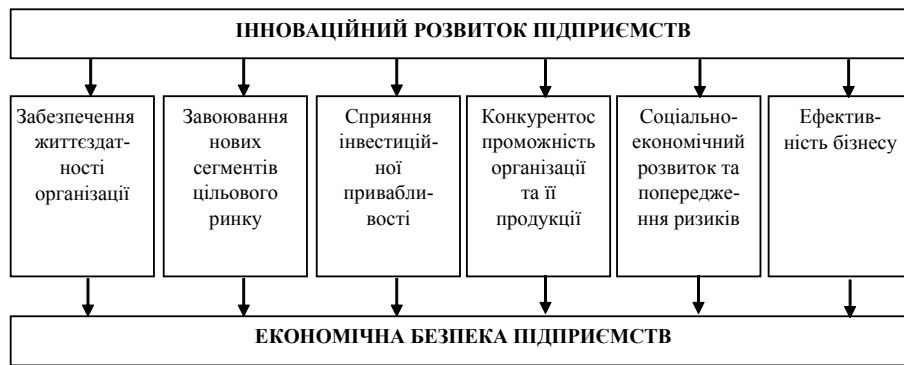 ІННОВАЦІЙНИЙ РОЗВИТОК ПІДПРИЄМСТВ
Забезпечення
життєздат-
ності
організації
Завоювання
нових
сегментів
цільового
ринку
Сприяння
інвестицій-
ної
привабли-
вості
Конкурентос
проможність
організації
та її
продукції
Соціально-
економічний
розвиток та
попередже-
ння ризиків
Ефектив-
ність бізнесу
ЕКОНОМІЧНА БЕЗПЕКА ПІДПРИЄМСТВ